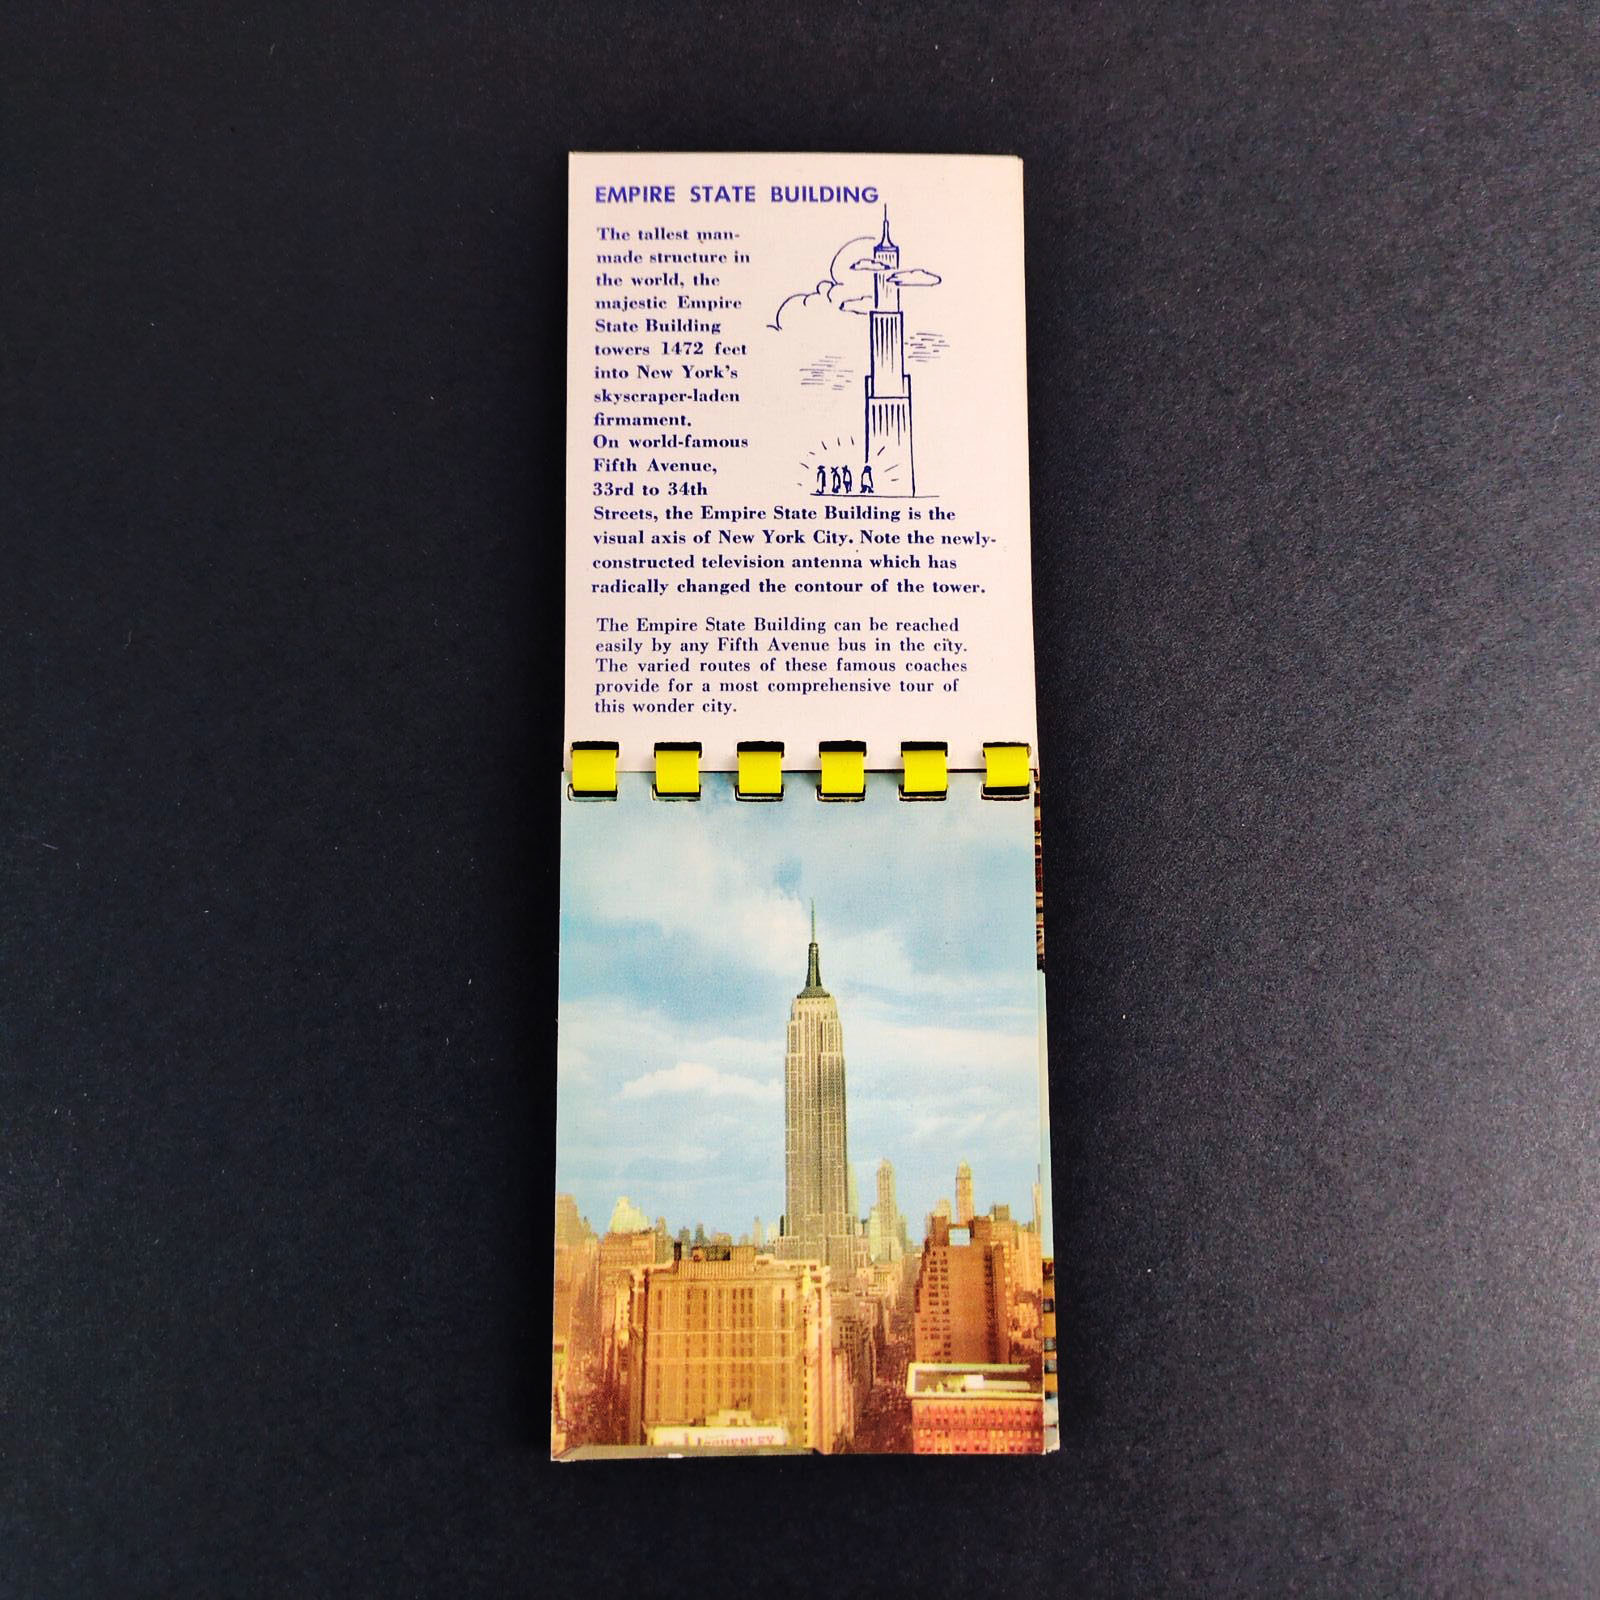 EMPIRE STATE BUILDING
The tallest man-
made structure in
the world, the
majestic Empire
State Building
towers 1472 feet
into New York's
skyscraper-laden
firmament.
On world-famous
Fifth Avenue,
33rd to 34th
Streets, the Empire State Building is the
visual axis of New York City. Note the newly-
constructed television antenna which has
radically changed the contour of the tower.
The Empire State Building can be reached
easily by any Fifth Avenue bus in the city.
The varied routes of these famous coaches
provide for a most comprehensive tour of
this wonder city.